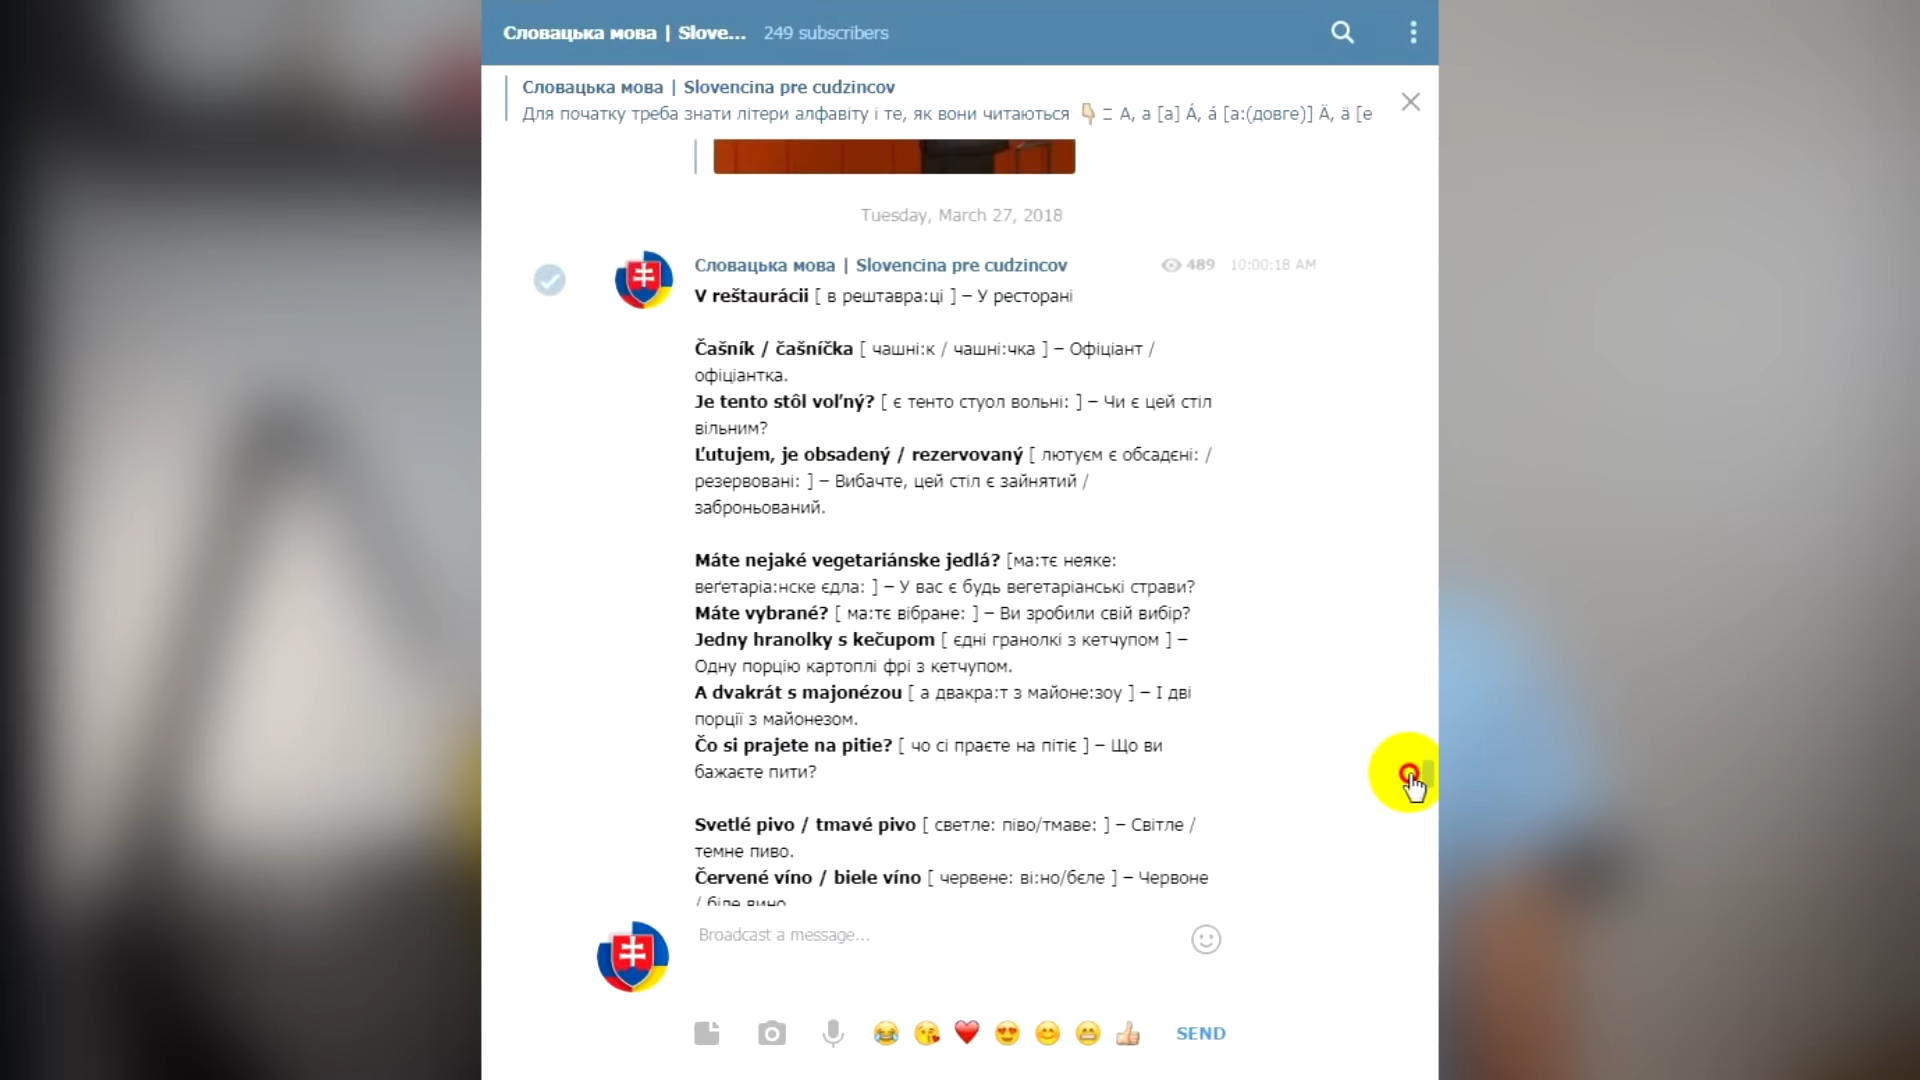 Словацька мова | Slove... 249 subscribers
Словацька мова | Slovencina pre cudzincov
Для початку треба знати літери алфавіту і те, як вони читаються 👇🏼 A, a [a] Á, á [a:(довге)] Ä, ä [e
Tuesday, March 27, 2018
Словацька мова | Slovencina pre cudzincov 489 10:00:18 AM
V reštaurácii [ в рештавра:ці ] – У ресторані
Čašník / čašníčka [ чашні:к / чашні:чка ] – Офіціант /
офіціантка.
Je tento stôl voľný? [ є тенто стуол вольні: ] – Чи є цей стіл
вільним?
Ľutujem, je obsadený / rezervovaný [ лютуєм є обсадєні: /
резервовані: ] – Вибачте, цей стіл є зайнятий /
заброньований.
Máte nejaké vegetariánske jedlá? [ма:тє неяке:
веґетаріа:нске єдла: ] – У вас є будь вегетаріанські страви?
Máte vybrané? [ ма:тє вібране: ] – Ви зробили свій вибір?
Jedny hranolky s kečupom [ єдні гранолкі з кетчупом ] –
Одну порцію картоплі фрі з кетчупом.
A dvakrát s majonézou [ а двакра:т з майоне:зоу ] – І дві
порції з майонезом.
Čo si prajete na pitie? [ чо сі праєте на пітіє ] – Що ви
бажаєте пити?
Svetlé pivo / tmavé pivo [ светле: піво/тмаве: ] – Світле /
темне пиво.
Červené víno / biele víno [ червене: ві:но/бєле ] – Червоне
/ біле вино
Broadcast a message...
SEND